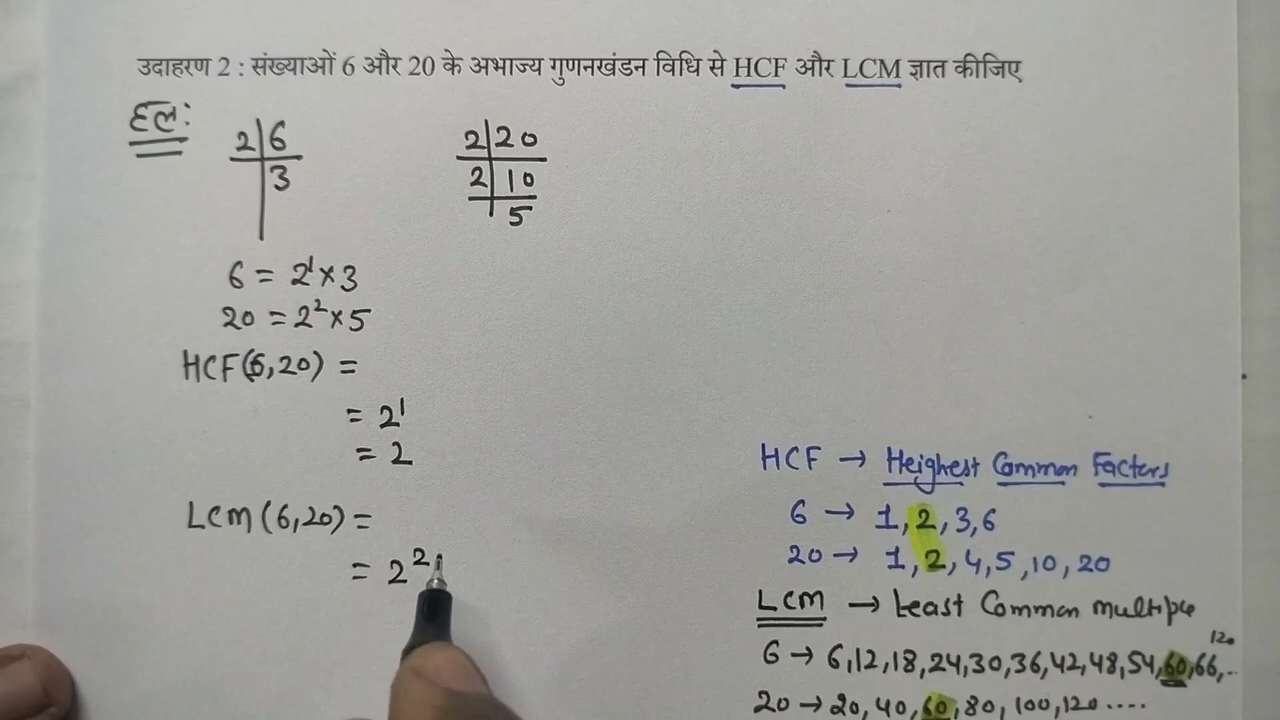 उदाहरण 2 : संख्याओं 6 और 20 के अभाज्य गुणनखंडन विधि से HCF और LCM ज्ञात कीजिए
हल:
2|6
3
2|20
2|10
5
6 = 2¹×3
20 = 2²×5
HCF(6,20) =
= 2¹
= 2
LCM (6,20) =
= 2²
HCF → Heighest Common Factors
6 → 1,2,3,6
20 → 1,2,4,5,10,20
LCM → Least Common multiple
120
6 → 6,12,18,24,30,36,42,48,54,60,66,..
20 → 20,40,60,80,100,120....